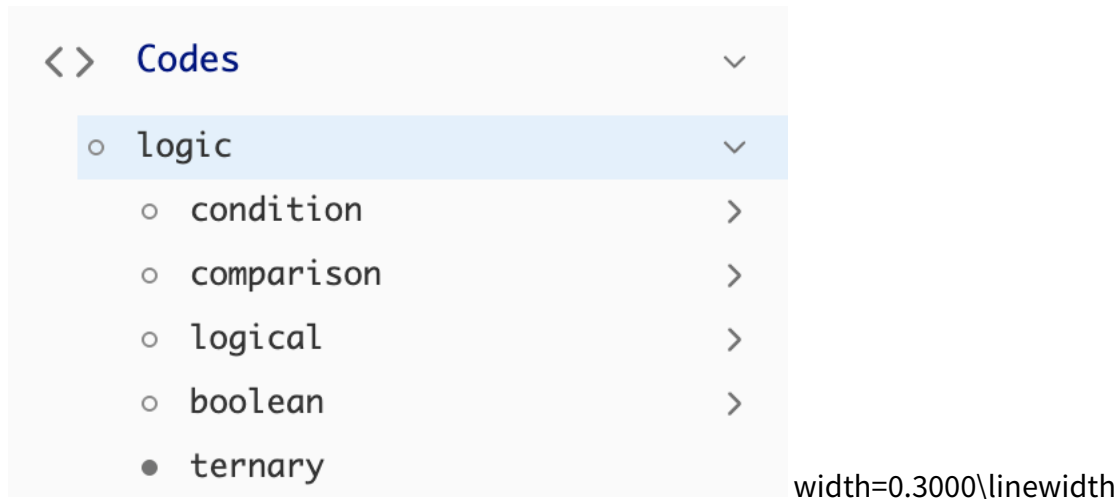 Codes
logic
condition
comparison
logical
boolean
ternary
width=0.3000\linewidth